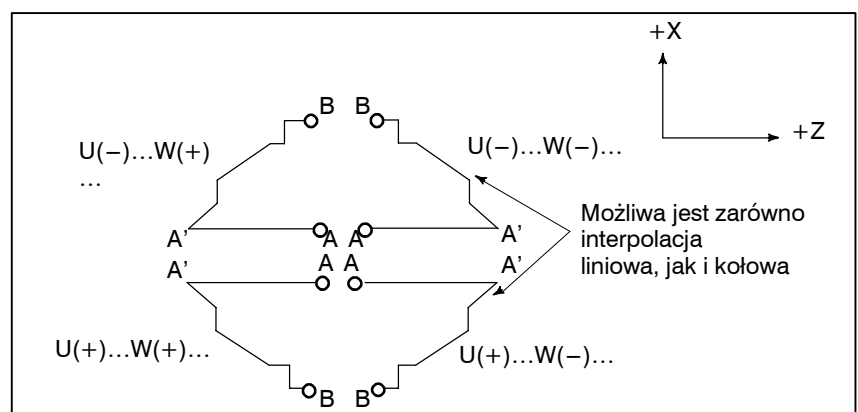 +X
B B
+Z
U(−)...W(+)
...
U(−)...W(−)...
Możliwa jest zarówno
interpolacja
liniowa, jak i kołowa
A' A A A'
A' A A A'
U(+)...W(+)...
U(+)...W(−)...
B B